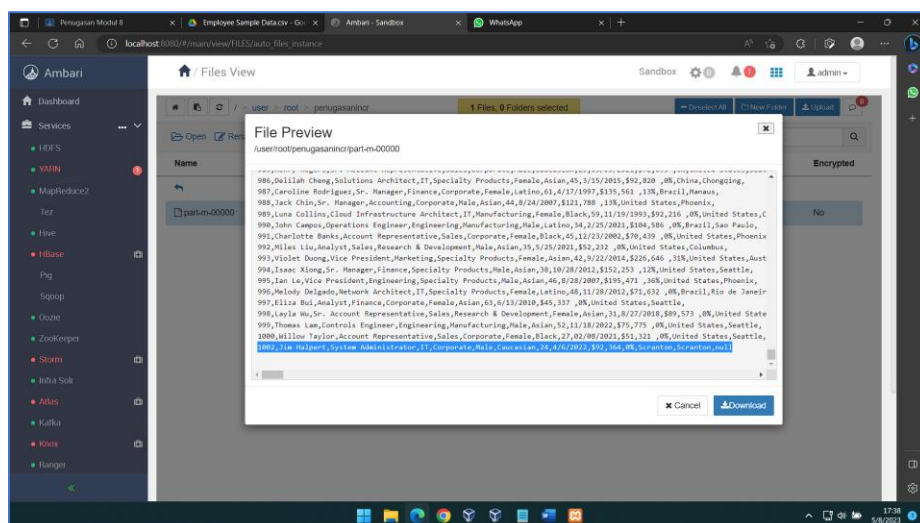 Penugasan Modul 8
Employee Sample Data.csv - Go
Ambari - Sandbox
WhatsApp
localhost:8080/#/main/view/FILES/auto_files_instance
Ambari
Files View
Sandbox
admin
Dashboard
Services
HDFS
YARN
MapReduce2
Tez
Hive
HBase
Pig
Sqoop
Oozie
ZooKeeper
Storm
Infra Solr
Atlas
Kafka
Knox
Ranger
/ user > root > penugasanincr
1 Files, 0 Folders selected
Deselect All
New Folder
Upload
Open
Name
Encrypted
part-m-00000
No
File Preview
/user/root/penugasanincr/part-m-00000
986,Delilah Cheng,Solutions Architect,IT,Specialty Products,Female,Asian,45,3/15/2015,$92,820 ,0%,China,Chongqing,
987,Caroline Rodriguez,Sr. Manager,Finance,Corporate,Female,Latino,61,4/17/1997,$135,561 ,13%,Brazil,Manaus,
988,Jack Chin,Sr. Manager,Accounting,Corporate,Male,Asian,44,8/24/2007,$121,788 ,13%,United States,Phoenix,
989,Luna Collins,Cloud Infrastructure Architect,IT,Manufacturing,Female,Black,59,11/19/1993,$92,216 ,0%,United States,C
990,John Campos,Operations Engineer,Engineering,Manufacturing,Male,Latino,34,2/25/2021,$104,586 ,0%,Brazil,Sao Paulo,
991,Charlotte Banks,Account Representative,Sales,Corporate,Female,Black,45,12/23/2002,$70,439 ,0%,United States,Phoenix
992,Miles Liu,Analyst,Sales,Research & Development,Male,Asian,35,5/25/2021,$52,232 ,0%,United States,Columbus,
993,Violet Duong,Vice President,Marketing,Specialty Products,Female,Asian,42,9/22/2014,$226,646 ,31%,United States,Aust
994,Isaac Xiong,Sr. Manager,Finance,Specialty Products,Male,Asian,30,10/28/2012,$152,253 ,12%,United States,Seattle,
995,Ian Le,Vice President,Engineering,Specialty Products,Male,Asian,46,8/28/2007,$195,471 ,36%,United States,Phoenix,
996,Melody Delgado,Network Architect,IT,Specialty Products,Female,Latino,48,11/28/2012,$71,632 ,0%,Brazil,Rio de Janeir
997,Eliza Bui,Analyst,Finance,Corporate,Female,Asian,63,6/13/2010,$45,337 ,0%,United States,Seattle,
998,Layla Wu,Sr. Account Representative,Sales,Research & Development,Female,Asian,31,8/27/2018,$89,573 ,0%,United State
999,Thomas Lam,Controls Engineer,Engineering,Manufacturing,Male,Asian,52,11/18/2022,$75,775 ,0%,United States,Seattle,
1000,Willow Taylor,Account Representative,Sales,Corporate,Female,Black,27,02/08/2021,$51,321 ,0%,United States,Seattle,
1002,Jim Halpert,System Administrator,IT,Corporate,Male,Caucasian,24,4/6/2022,$92,364,0%,Scranton,Scranton,null
Cancel
Download
17:38
5/8/2023